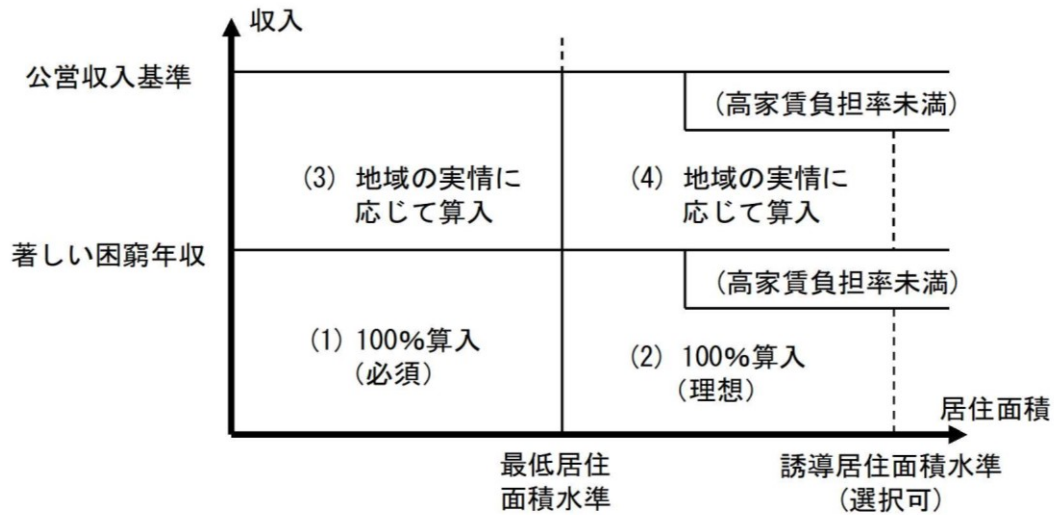 収入
公営収入基準
(高家賃負担率未満)
(3) 地域の実情に
応じて算入
(4) 地域の実情に
応じて算入
著しい困窮年収
(高家賃負担率未満)
(1) 100%算入
(必須)
(2) 100%算入
(理想)
居住面積
最低居住
面積水準
誘導居住面積水準
(選択可)